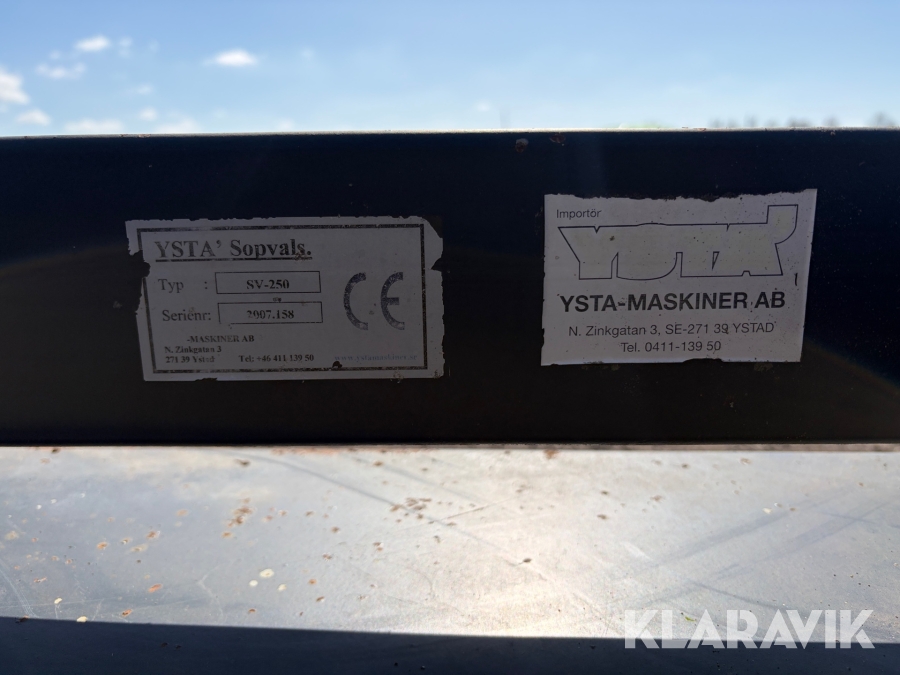 YSTA' Sopvals.
Typ : SV-250
Serienr: 2007.158
CE
-MASKINER AB
N. Zinkgatan 3
271 39 Ystad Tel: +46 411 139 50
Importör
YSTA'
YSTA-MASKINER AB
N. Zinkgatan 3, SE-271 39 YSTAD
Tel. 0411-139 50
KLARAVIK